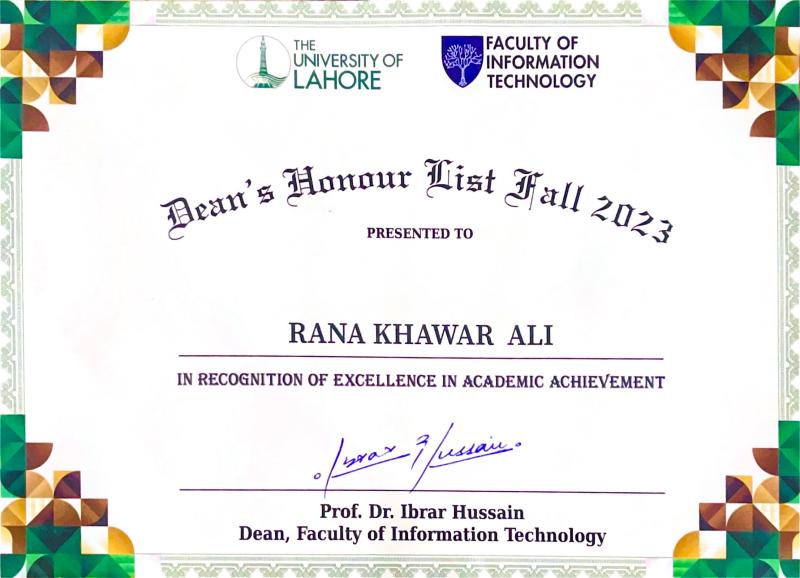 THE
UNIVERSITY OF
LAHORE
FACULTY OF
INFORMATION
TECHNOLOGY
Dean's Honour List Fall 2023
PRESENTED TO
RANA KHAWAR ALI
IN RECOGNITION OF EXCELLENCE IN ACADEMIC ACHIEVEMENT
Ibrar Hussain
Prof. Dr. Ibrar Hussain
Dean, Faculty of Information Technology